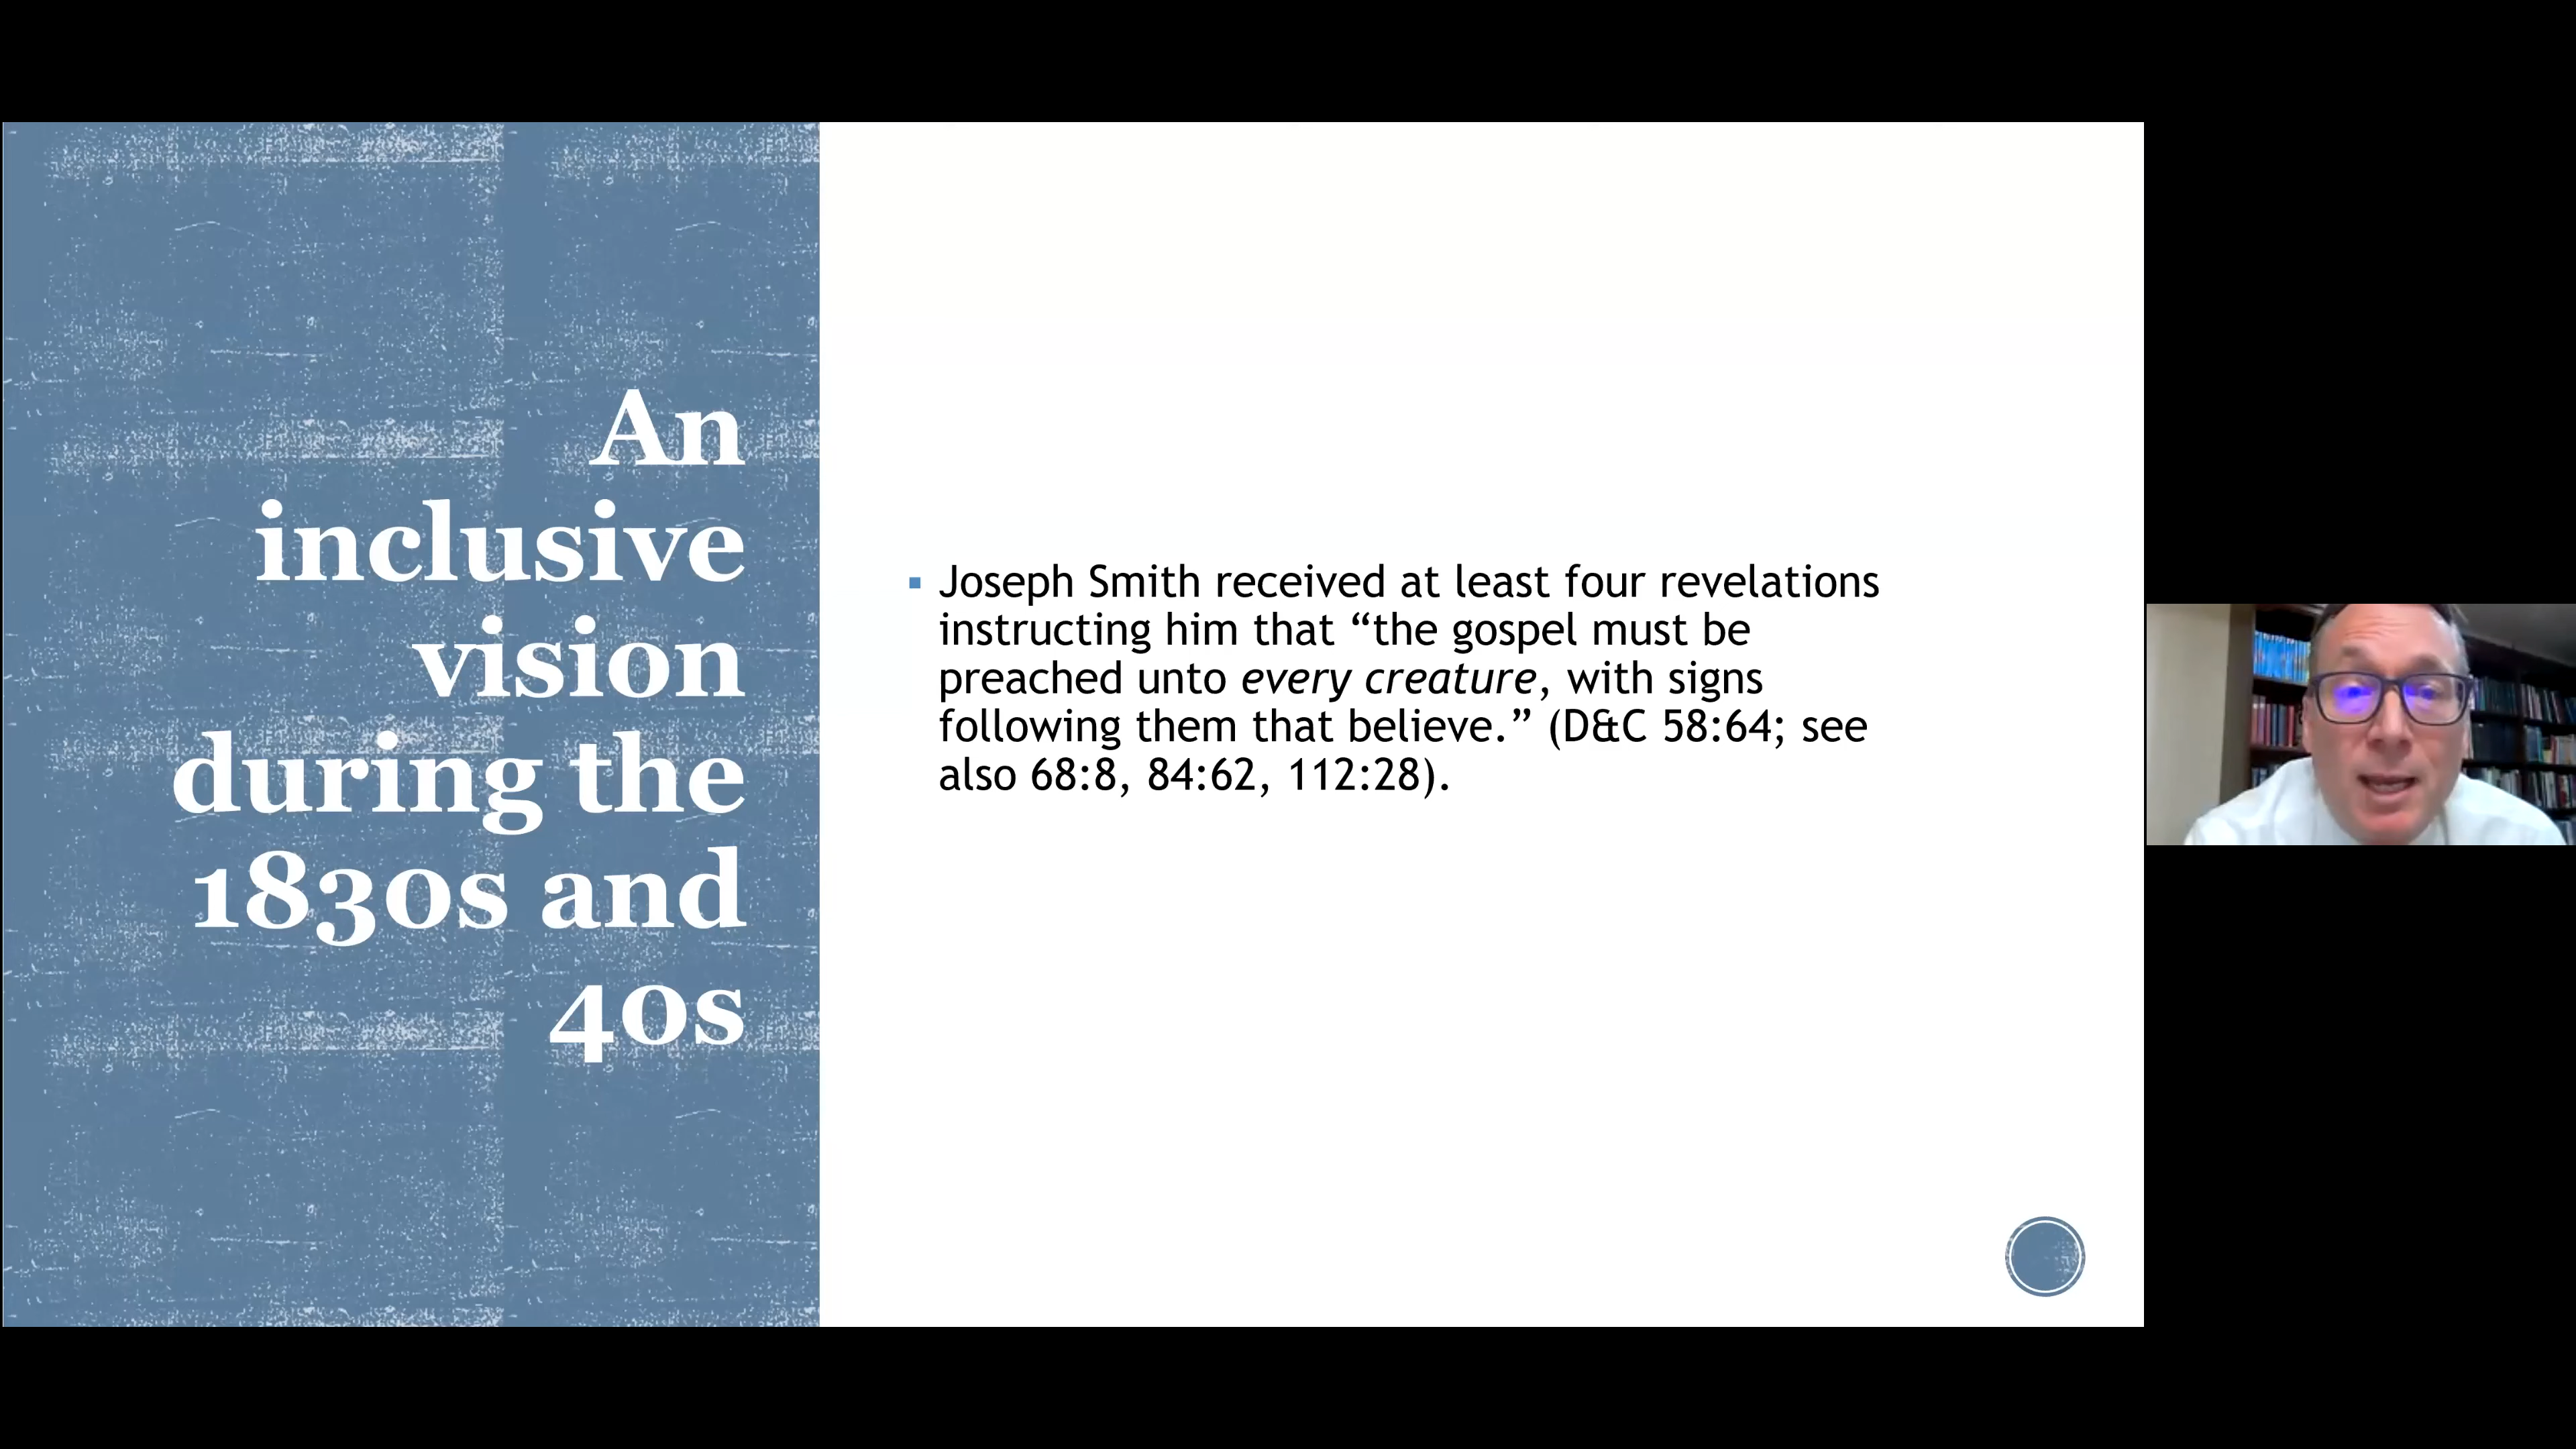 An
inclusive
vision
during the
1830s and
40s
▪ Joseph Smith received at least four revelations
instructing him that “the gospel must be
preached unto every creature, with signs
following them that believe.” (D&C 58:64; see
also 68:8, 84:62, 112:28).